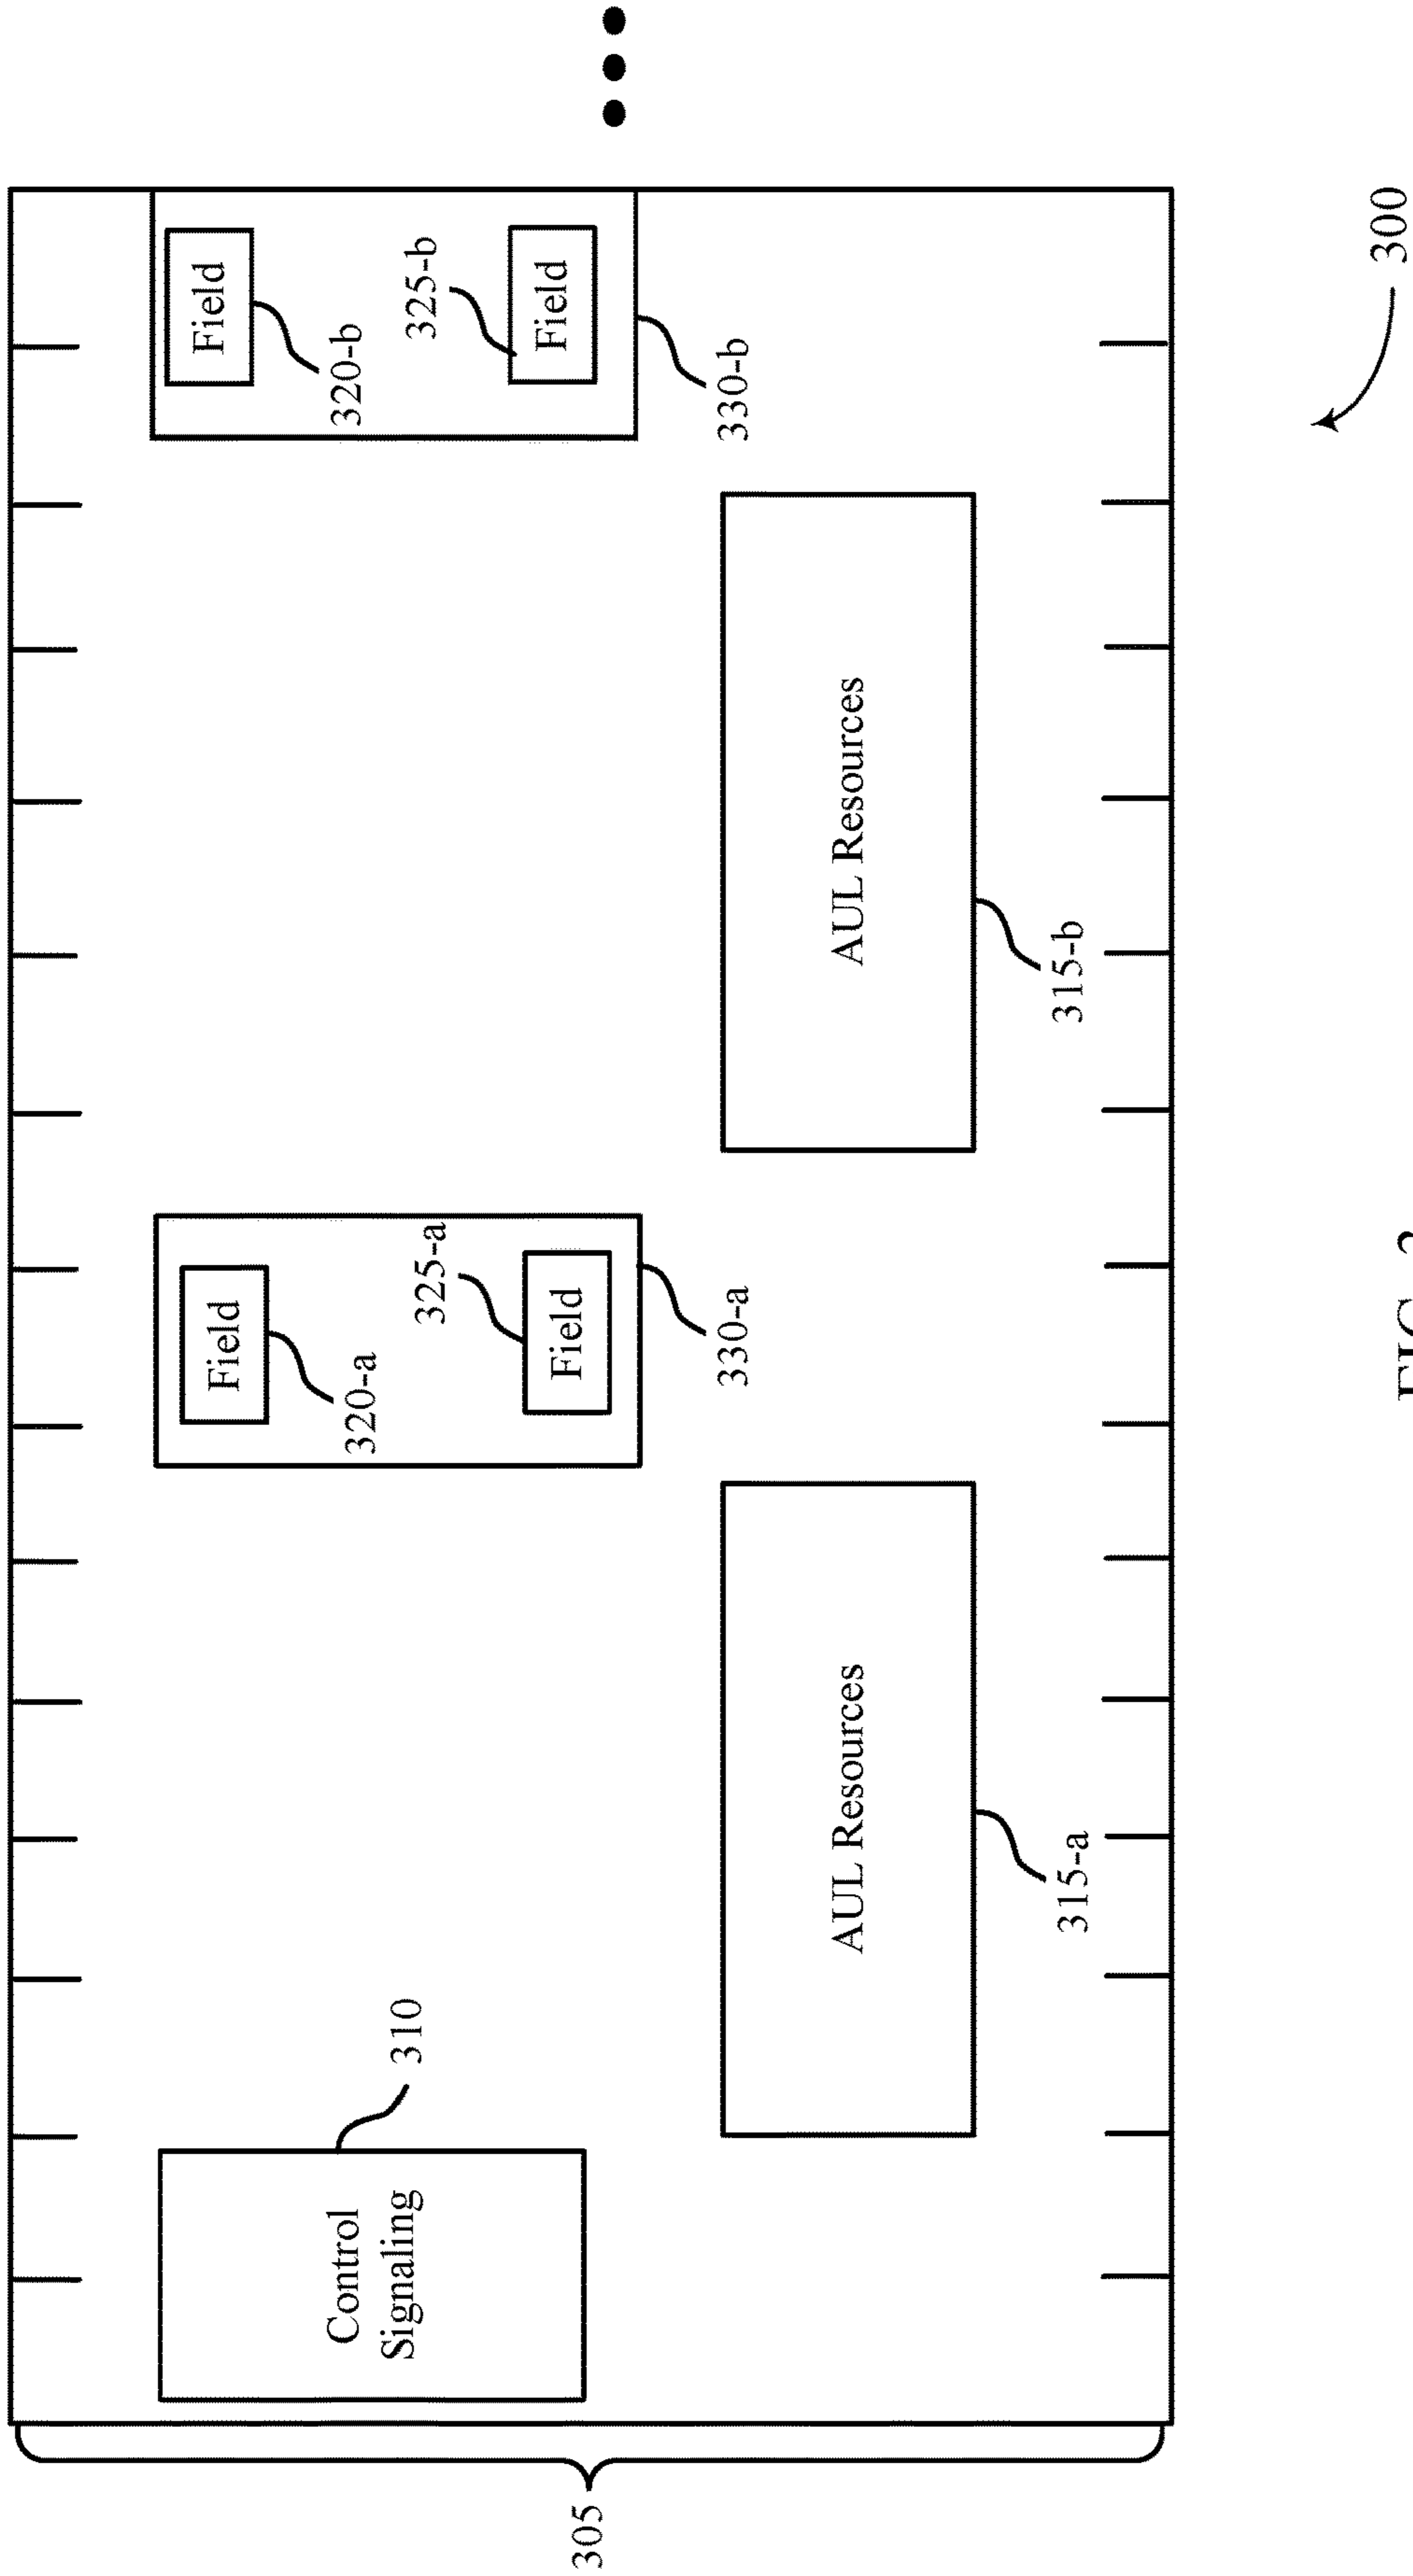 Field
Field
320-a
320-b
Control
Signaling
310
325-a
325-b
Field
Field
305
330-a
330-b
AUL Resources
AUL Resources
315-a
315-b
300
FIG.